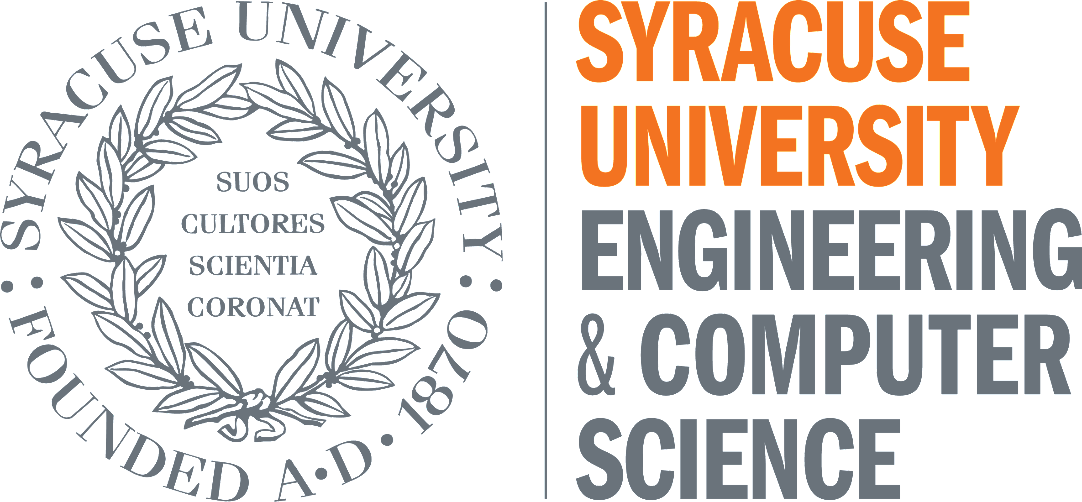 SYRACUSE UNIVERSITY
SUOS
CULTORES
SCIENTIA
CORONAT
: FOUNDED A·D·1870 :
SYRACUSE
UNIVERSITY
ENGINEERING
& COMPUTER
SCIENCE